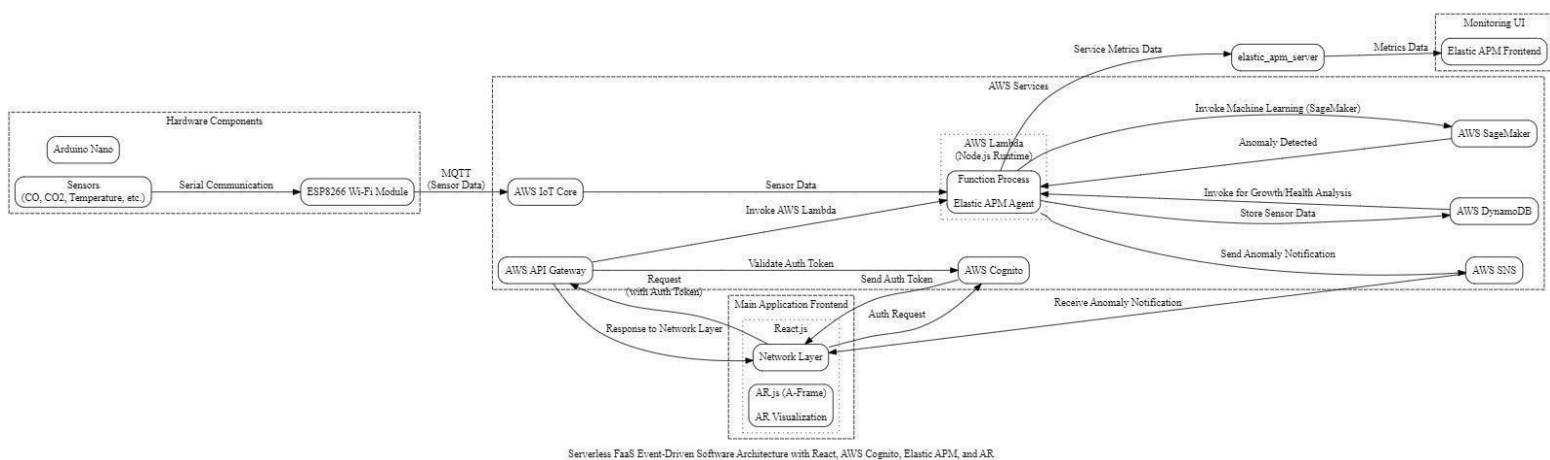 Monitoring UI
Elastic APM Frontend
Service Metrics Data
elastic_apm_server
Metrics Data
AWS Services
Hardware Components
Arduino Nano
Sensors
(CO, CO2, Temperature, etc.)
Serial Communication
ESP8266 Wi-Fi Module
MQTT
(Sensor Data)
AWS IoT Core
Sensor Data
AWS Lambda
(Node.js Runtime)
Function Process
Elastic APM Agent
Invoke Machine Learning (SageMaker)
AWS SageMaker
Anomaly Detected
Invoke for Growth/Health Analysis
Store Sensor Data
AWS DynamoDB
Invoke AWS Lambda
Send Anomaly Notification
AWS API Gateway
Validate Auth Token
AWS Cognito
AWS SNS
Request
(with Auth Token)
Send Auth Token
Receive Anomaly Notification
Main Application Frontend
Auth Request
Response to Network Layer
React.js
Network Layer
AR.js (A-Frame)
AR Visualization
Serverless FaaS Event-Driven Software Architecture with React, AWS Cognito, Elastic APM, and AR